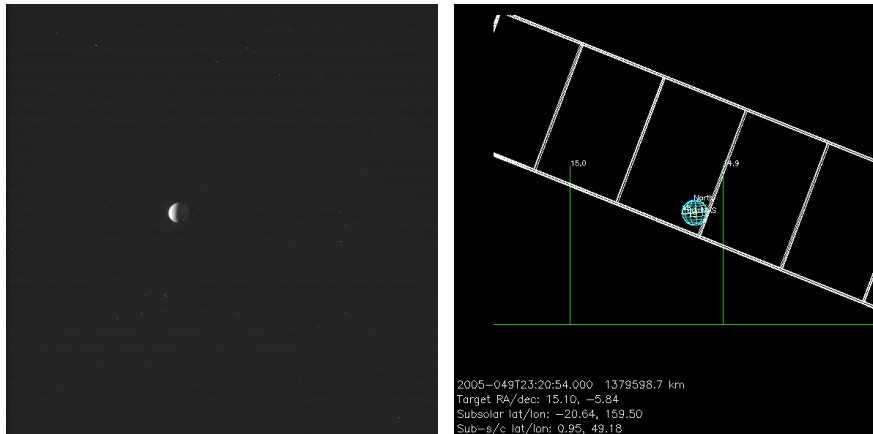 15.0
14.9
North
2005-049T23:20:54.000 1379598.7 km
Target RA/dec: 15.10, -5.84
Subsolar lat/lon: -20.64, 159.50
Sub-s/c lat/lon: 0.95, 49.18